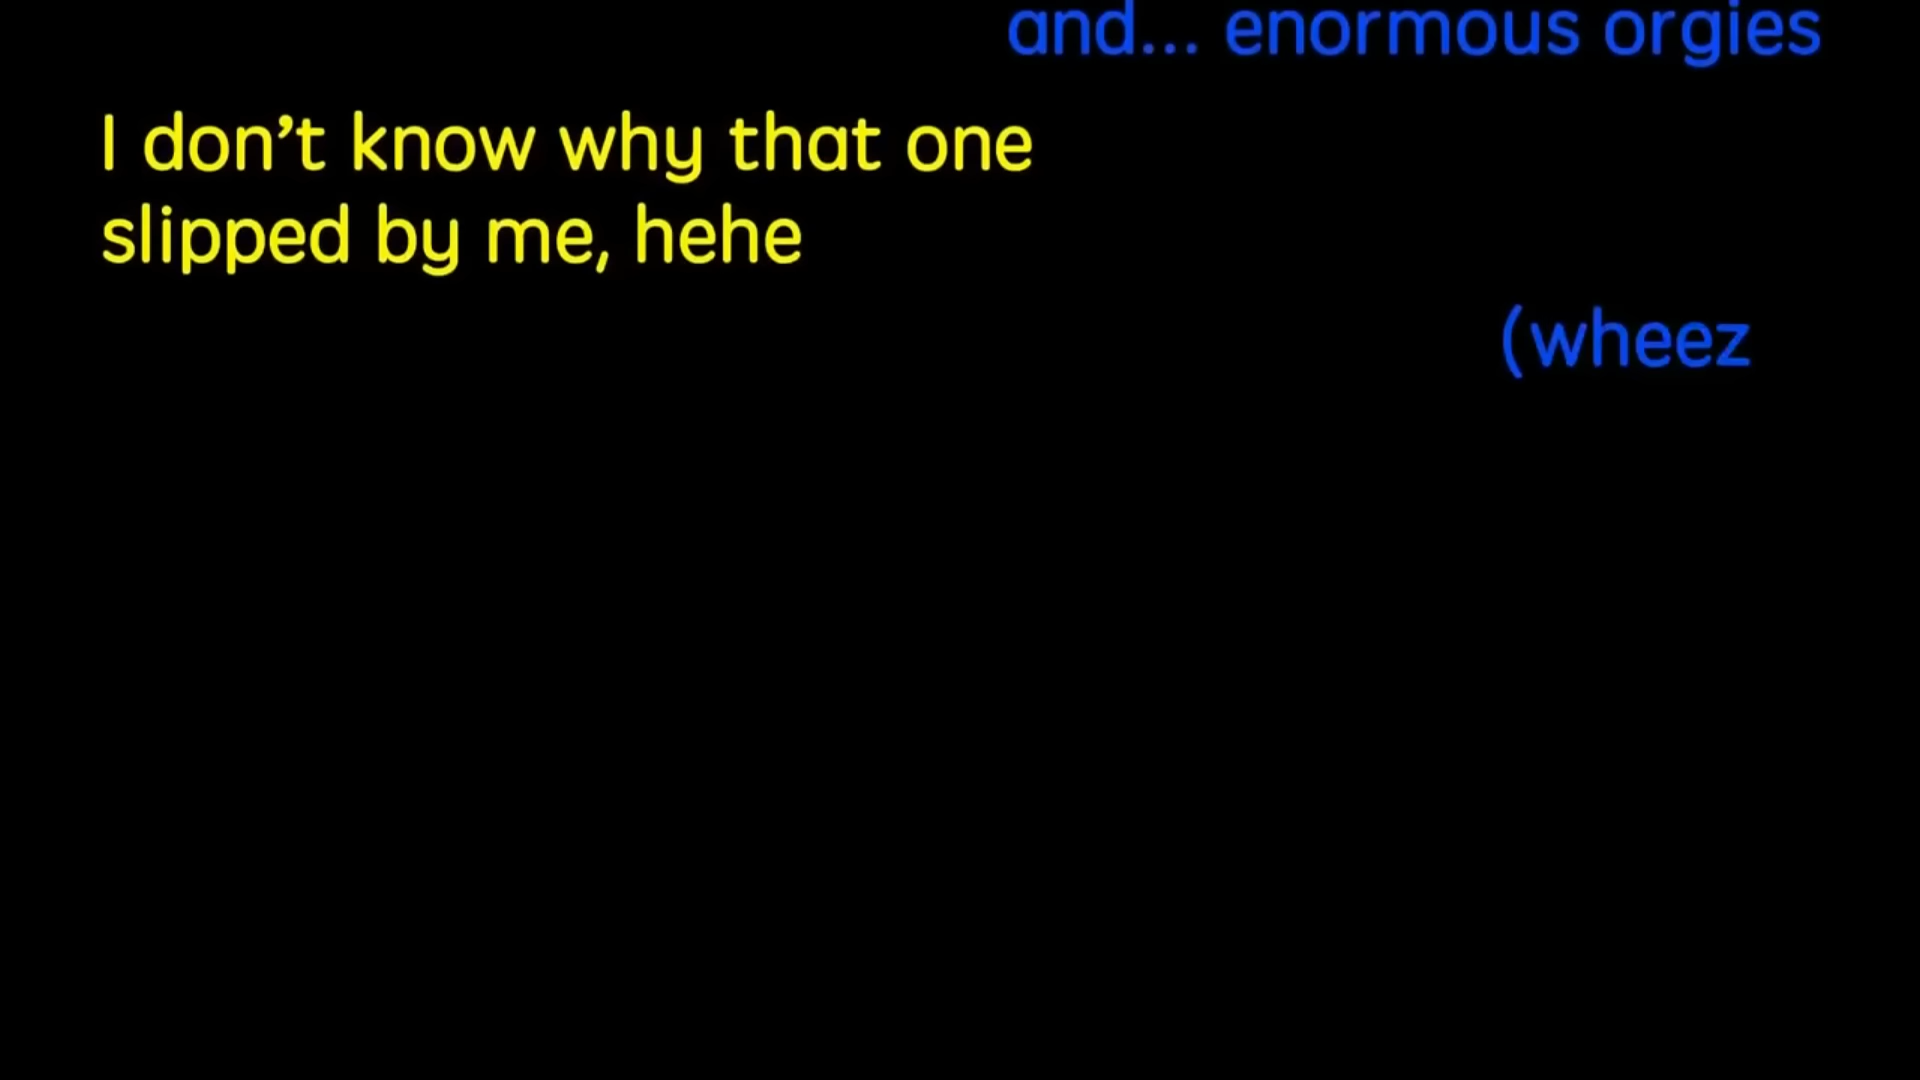 and... enormous orgies
I don’t know why that one
slipped by me, hehe
(wheez